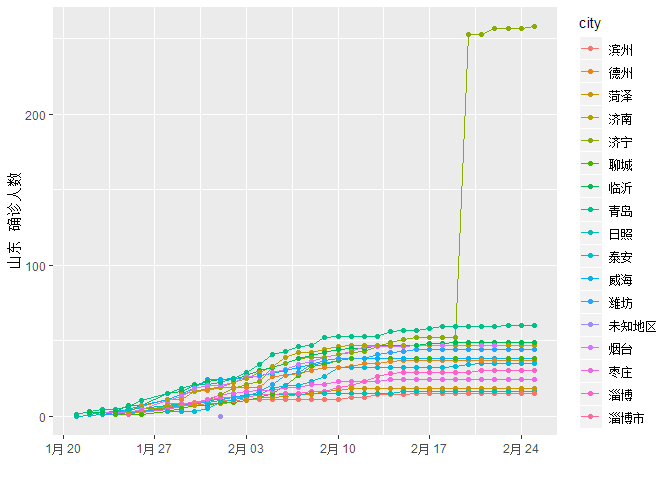 city
滨州
德州
菏泽
济南
济宁
聊城
临沂
青岛
日照
泰安
威海
潍坊
未知地区
烟台
枣庄
淄博
淄博市
山东 确诊人数
200
100
0
1月 20
1月 27
2月 03
2月 10
2月 17
2月 24